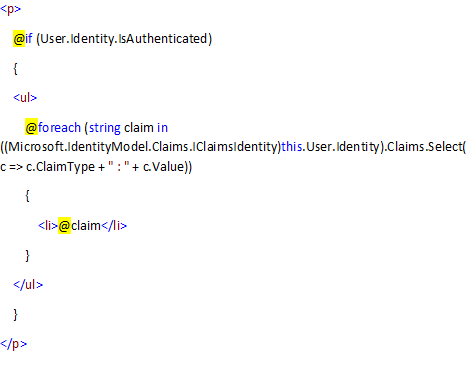 <p>
@if (User.Identity.IsAuthenticated)
{
<ul>
@foreach (string claim in
((Microsoft.IdentityModel.Claims.IClaimsIdentity)this.User.Identity).Claims.Select(
c => c.ClaimType + " : " + c.Value))
{
<li>@claim</li>
}
</ul>
}
</p>